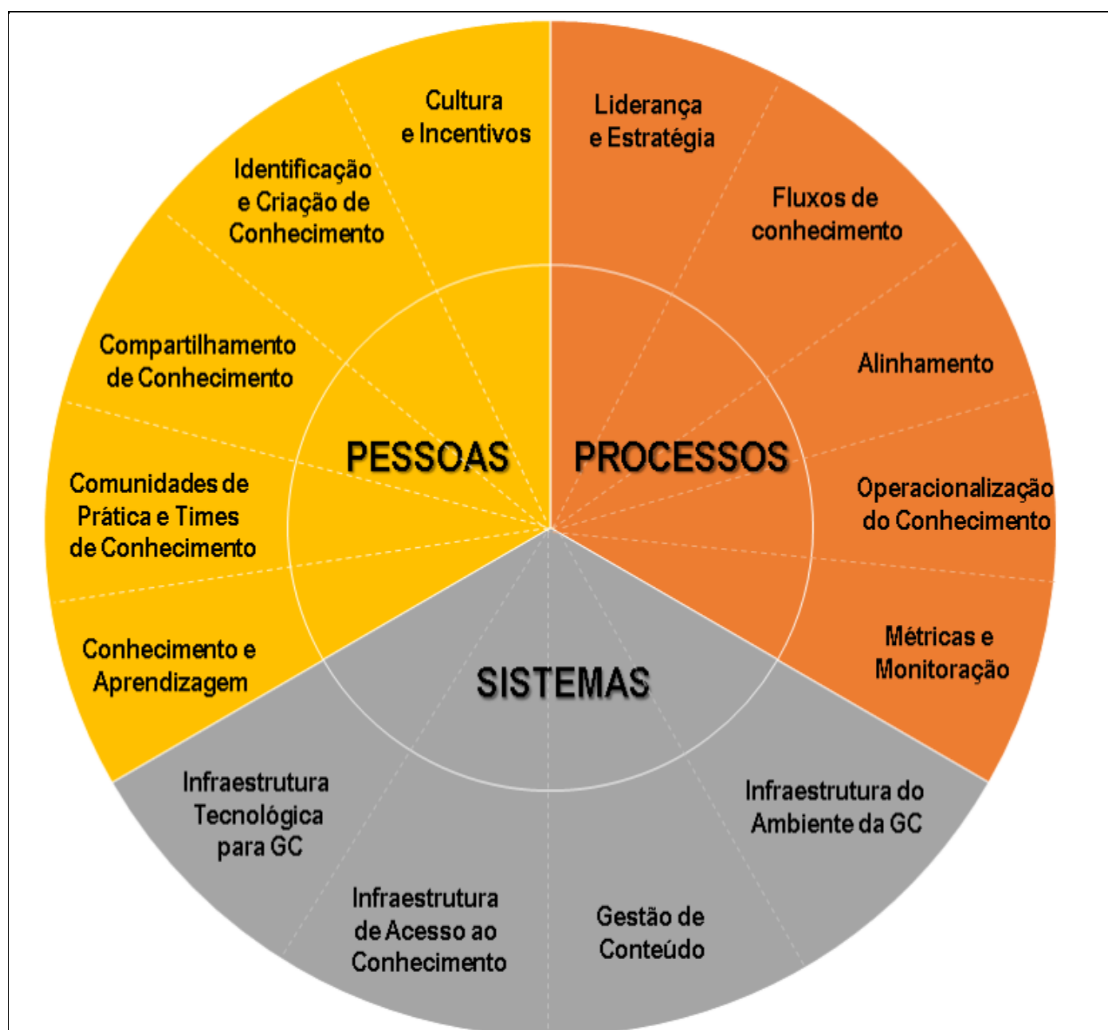 Cultura
e Incentivos
Liderança
e Estratégia
Identificação
e Criação de
Conhecimento
Fluxos de
conhecimento
Compartilhamento
de Conhecimento
Alinhamento
PESSOAS
PROCESSOS
Comunidades de
Prática e Times
de Conhecimento
Operacionalização
do Conhecimento
Conhecimento e
Aprendizagem
Métricas e
Monitoração
SISTEMAS
Infraestrutura
Tecnológica
para GC
Infraestrutura do
Ambiente da GC
Infraestrutura
de Acesso ao
Conhecimento
Gestão de
Conteúdo